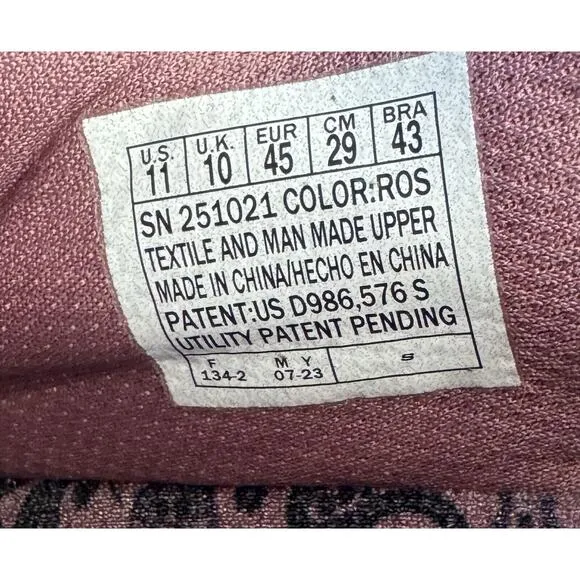 U.S. U.K. EUR CM BRA
11 10 45 29 43
SN 251021 COLOR:ROS
TEXTILE AND MAN MADE UPPER
MADE IN CHINA/HECHO EN CHINA
PATENT:US D986,576 S
UTILITY PATENT PENDING
F M Y S
134-2 07-23